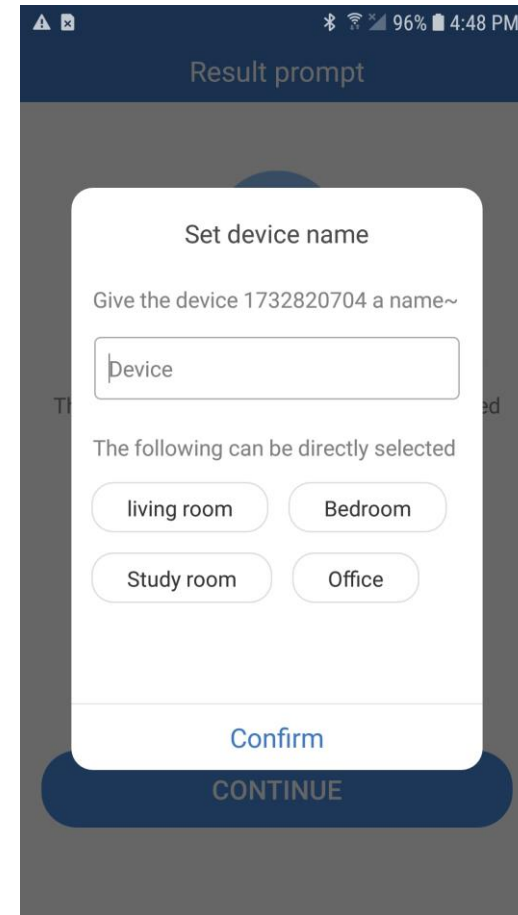 96% 4:48 PM
Result prompt
Set device name
Give the device 1732820704 a name~
Device
The following can be directly selected
living room Bedroom
Study room Office
Confirm
CONTINUE